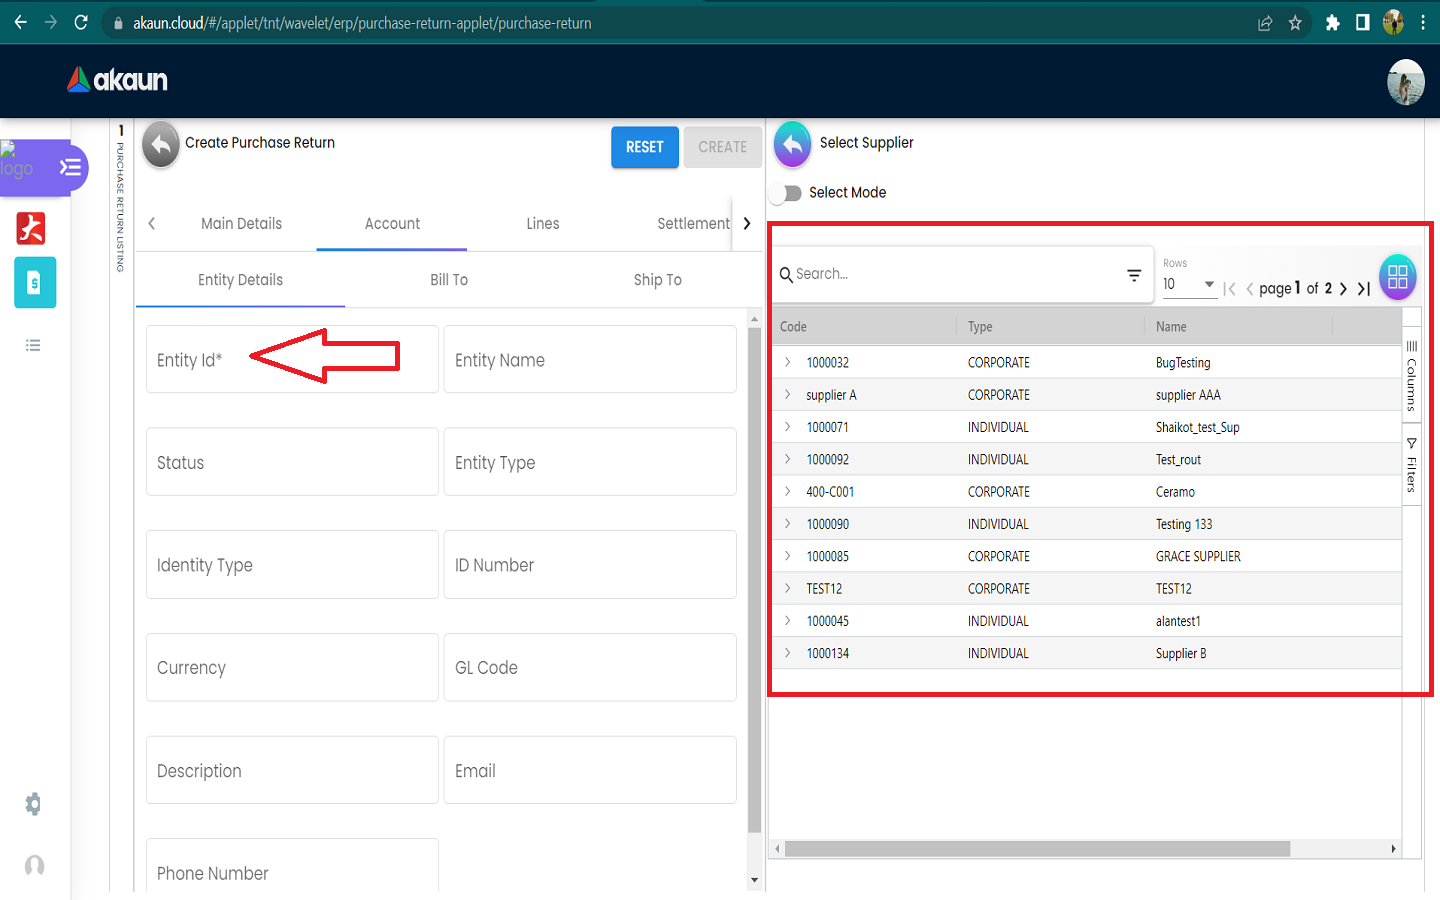 akaun.cloud/#/applet/tnt/wavelet/erp/purchase-return-applet/purchase-return
akaun
logo
1 PURCHASE RETURN LISTING
Create Purchase Return
RESET
CREATE
Main Details
Account
Lines
Settlement
Entity Details
Bill To
Ship To
Entity Id*
Entity Name
Status
Entity Type
Identity Type
ID Number
Currency
GL Code
Description
Email
Phone Number
Select Supplier
Select Mode
Search...
Rows
10
page 1 of 2
Code Type Name
1000032 CORPORATE BugTesting
supplier A CORPORATE supplier AAA
1000071 INDIVIDUAL Shaikot_test_Sup
1000092 INDIVIDUAL Test_rout
400-C001 CORPORATE Ceramo
1000090 INDIVIDUAL Testing 133
1000085 CORPORATE GRACE SUPPLIER
TEST12 CORPORATE TEST12
1000045 INDIVIDUAL alantest1
1000134 INDIVIDUAL Supplier B
Columns
Filters